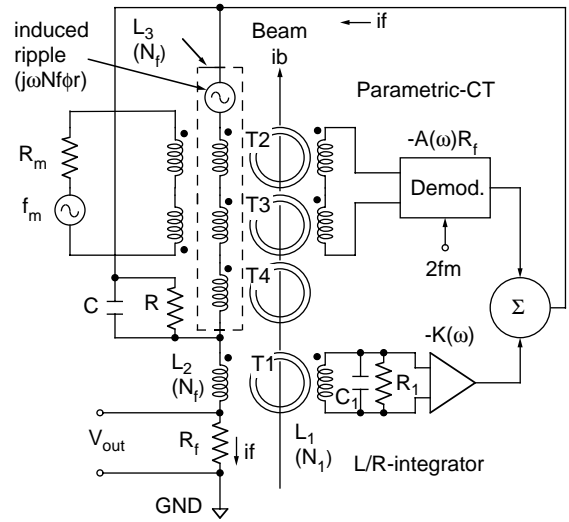 induced
ripple
(jωNfϕr)
L3
(Nf)
Beam
ib
if
Parametric-CT
-A(ω)Rf
Rm
fm
T2
T3
T4
Demod.
2fm
Σ
C
R
L2
(Nf)
T1
C1
R1
-K(ω)
Vout
Rf
if
L1
(N1)
L/R-integrator
GND